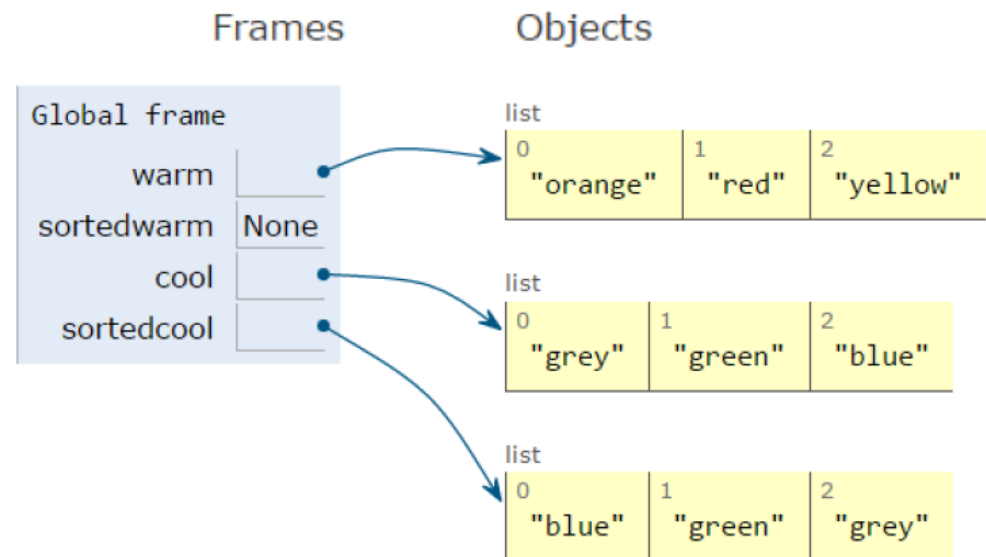 Frames Objects
Global frame
warm
sortedwarm None
cool
sortedcool
list
0 1 2
"orange" "red" "yellow"
list
0 1 2
"grey" "green" "blue"
list
0 1 2
"blue" "green" "grey"